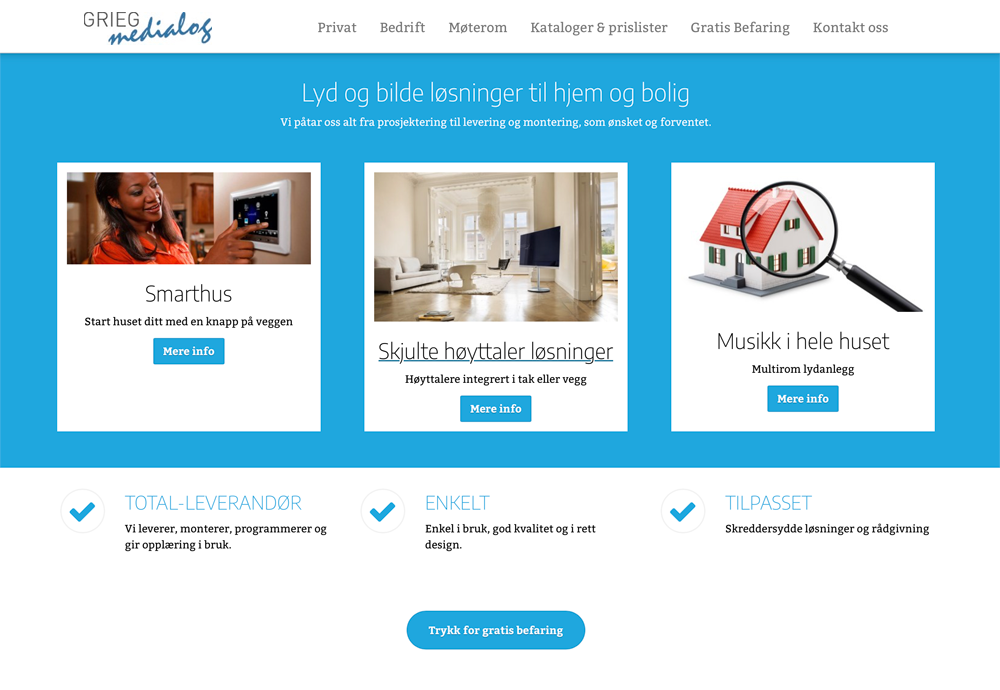 GRIEG
medialog
Privat Bedrift Møterom Kataloger & prislister Gratis Befaring Kontakt oss
Lyd og bilde løsninger til hjem og bolig
Vi påtar oss alt fra prosjektering til levering og montering, som ønsket og forventet.
Smarthus
Start huset ditt med en knapp på veggen
Mere info
Skjulte høyttaler løsninger
Høyttalere integrert i tak eller vegg
Mere info
Musikk i hele huset
Multirom lydanlegg
Mere info
TOTAL-LEVERANDØR
Vi leverer, monterer, programmerer og
gir opplæring i bruk.
ENKELT
Enkel i bruk, god kvalitet og i rett
design.
TILPASSET
Skreddersydde løsninger og rådgivning
Trykk for gratis befaring